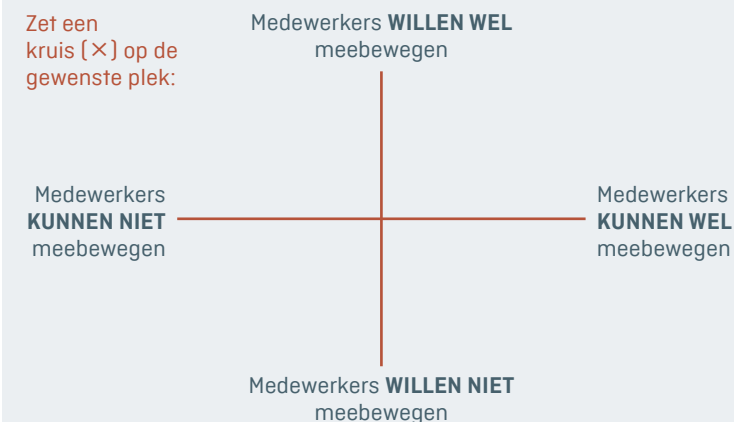 Zet een
kruis (×) op de
gewenste plek:
Medewerkers WILLEN WEL
meebewegen
Medewerkers
KUNNEN NIET
meebewegen
Medewerkers
KUNNEN WEL
meebewegen
Medewerkers WILLEN NIET
meebewegen